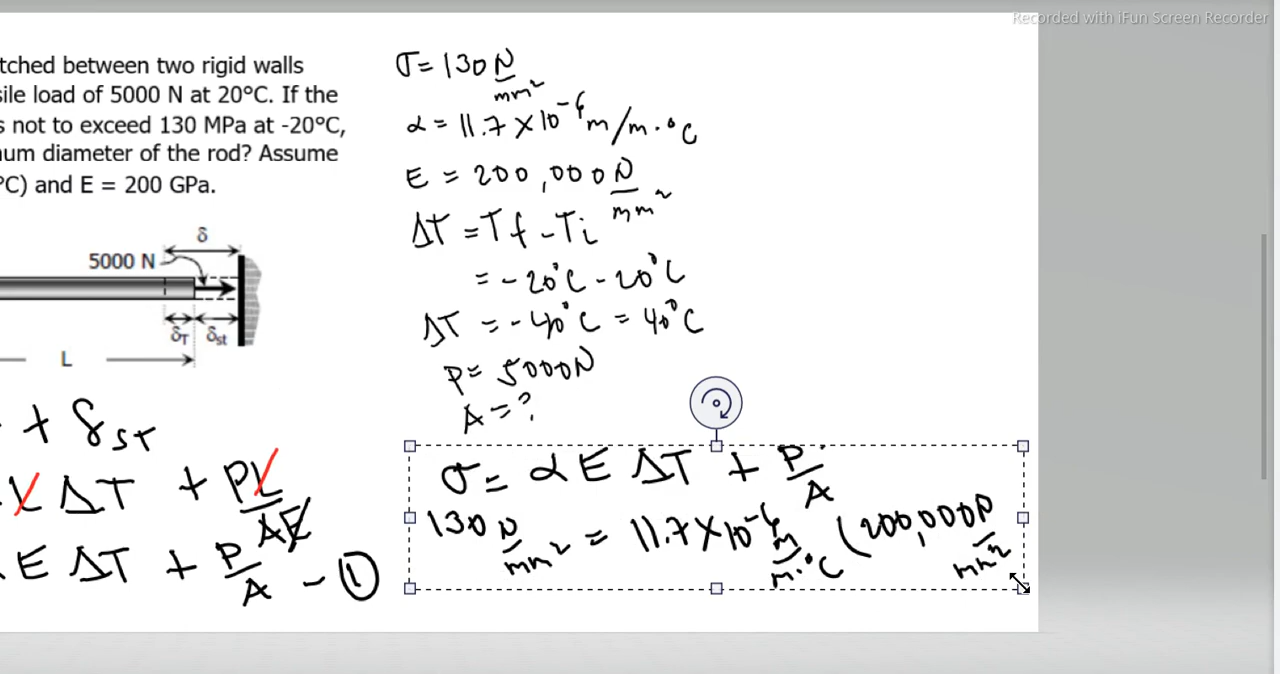 Recorded with iFun Screen Recorder
tched between two rigid walls
sile load of 5000 N at 20°C. If the
s not to exceed 130 MPa at -20°C,
num diameter of the rod? Assume
°C) and E = 200 GPa.
δ
5000 N
δT δst
L
+ δST
L ΔT + PL/AE
E ΔT + P/A - ①
σ = 130 N/mm²
α = 11.7 × 10⁻⁶ m/m·°C
E = 200,000 N/mm²
ΔT = Tf - Ti
= -20°C - 20°C
ΔT = -40°C = 40°C
P = 5000N
A = ?
σ = α E ΔT + P/A
130 N/mm² = 11.7 × 10⁻⁶ m/m·°C (200,000 N/mm²